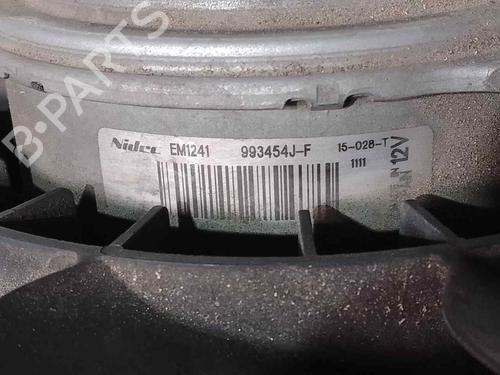 B-PARTS
Nidec EM1241 993454J-F 15-028-T
1111
12V